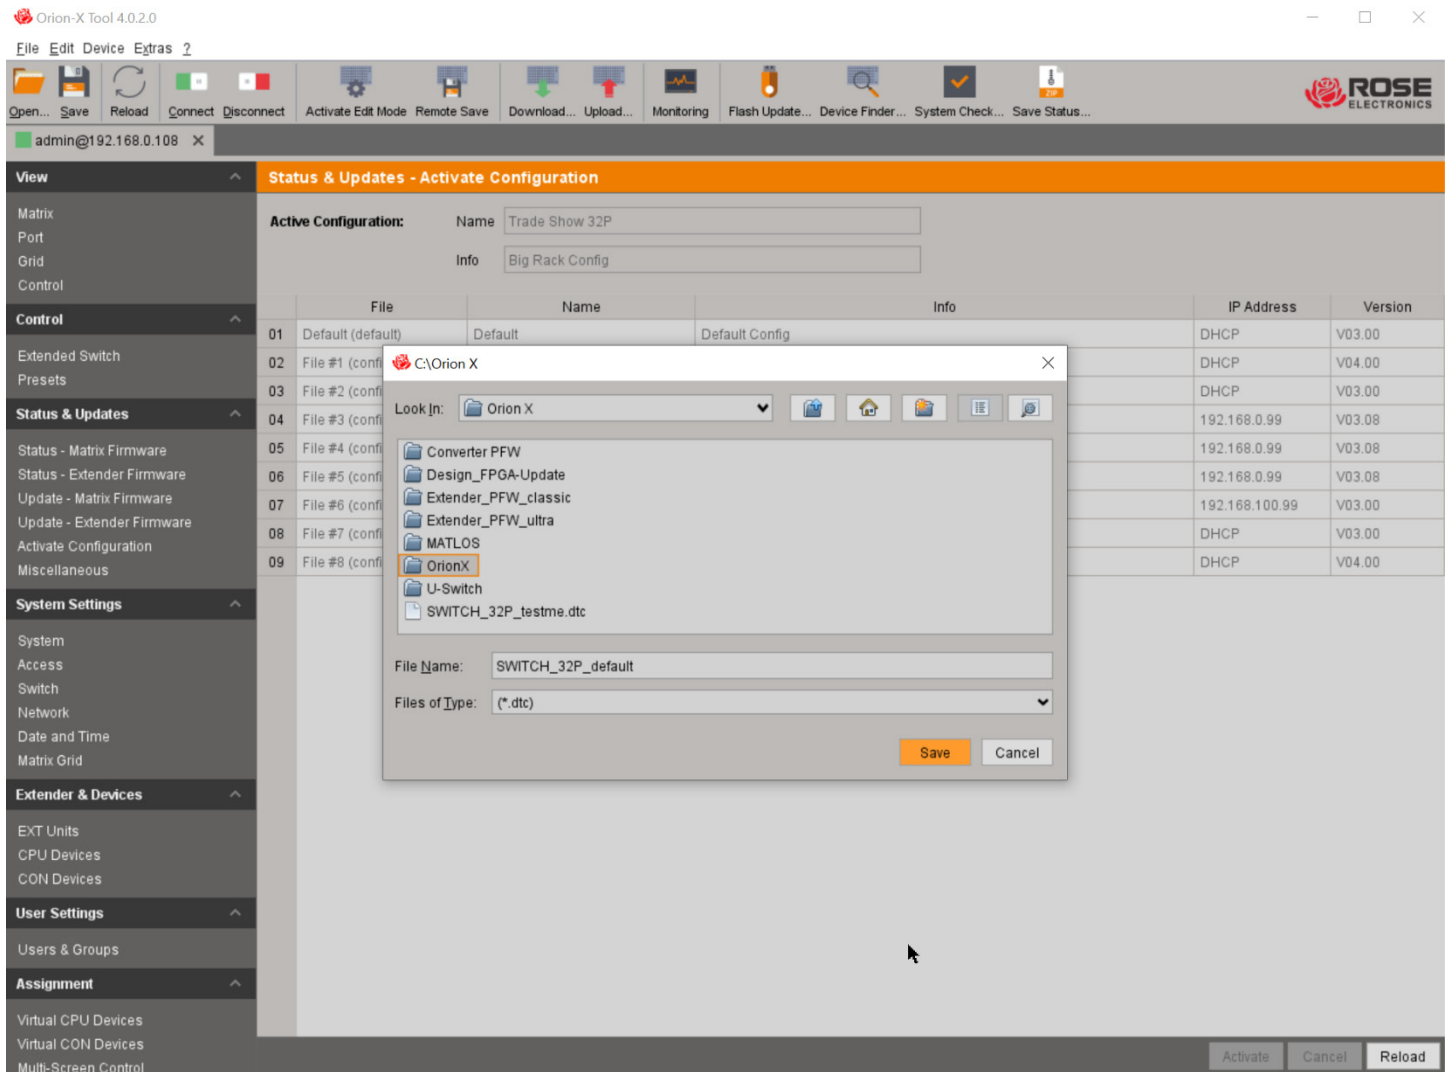 Orion-X Tool 4.0.2.0
File Edit Device Extras ?
Open... Save Reload Connect Disconnect Activate Edit Mode Remote Save Download... Upload... Monitoring Flash Update... Device Finder... System Check... ZIP Save Status... ROSE ELECTRONICS
admin@192.168.0.108
View
Matrix
Port
Grid
Control
Control
Extended Switch
Presets
Status & Updates
Status - Matrix Firmware
Status - Extender Firmware
Update - Matrix Firmware
Update - Extender Firmware
Activate Configuration
Miscellaneous
System Settings
System
Access
Switch
Network
Date and Time
Matrix Grid
Extender & Devices
EXT Units
CPU Devices
CON Devices
User Settings
Users & Groups
Assignment
Virtual CPU Devices
Virtual CON Devices
Multi-Screen Control
Status & Updates - Activate Configuration
Active Configuration: Name Trade Show 32P
Info Big Rack Config
File Name Info IP Address Version
01 Default (default) Default Default Config DHCP V03.00
02 File #1 (confi DHCP V04.00
03 File #2 (confi DHCP V03.00
04 File #3 (confi 192.168.0.99 V03.08
05 File #4 (confi 192.168.0.99 V03.08
06 File #5 (confi 192.168.0.99 V03.08
07 File #6 (confi 192.168.100.99 V03.00
08 File #7 (confi DHCP V03.00
09 File #8 (confi DHCP V04.00
C:\Orion X
Look In: Orion X
Converter PFW
Design_FPGA-Update
Extender_PFW_classic
Extender_PFW_ultra
MATLOS
OrionX
U-Switch
SWITCH_32P_testme.dtc
File Name: SWITCH_32P_default
Files of Type: (*.dtc)
Save Cancel
Activate Cancel Reload